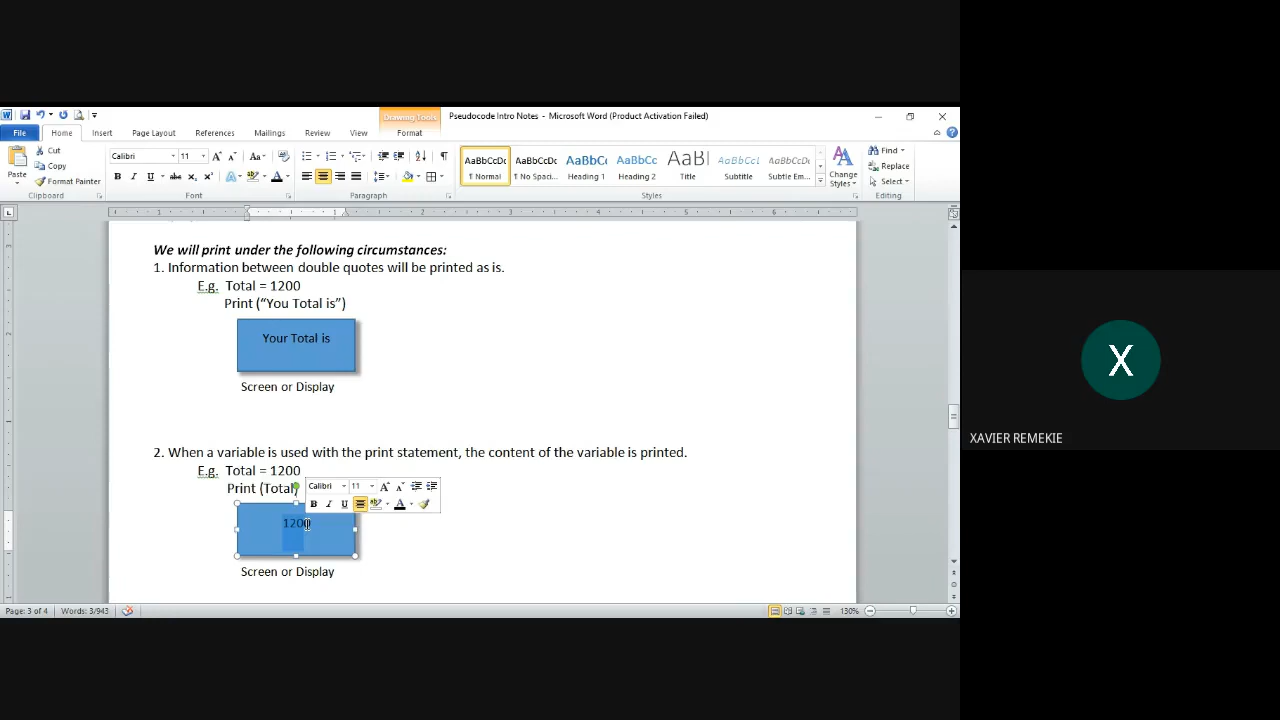 Drawing Tools
Pseudocode Intro Notes - Microsoft Word (Product Activation Failed)
File Home Insert Page Layout References Mailings Review View Format
Paste
Cut
Copy
Format Painter
Clipboard
Calibri 11
Font
Paragraph
AaBbCcDc AaBbCcDc AaBbCc AaBbCc AaB AaBbCcI AaBbCcDc
¶ Normal ¶ No Spaci... Heading 1 Heading 2 Title Subtitle Subtle Em...
Styles
Change Styles
Find
Replace
Select
Editing
We will print under the following circumstances:
1. Information between double quotes will be printed as is.
E.g. Total = 1200
Print (“You Total is”)
Your Total is
Screen or Display
2. When a variable is used with the print statement, the content of the variable is printed.
E.g. Total = 1200
Print (Total)
Calibri 11
1200
Screen or Display
Page: 3 of 4 Words: 3/943
130%
X
XAVIER REMEKIE